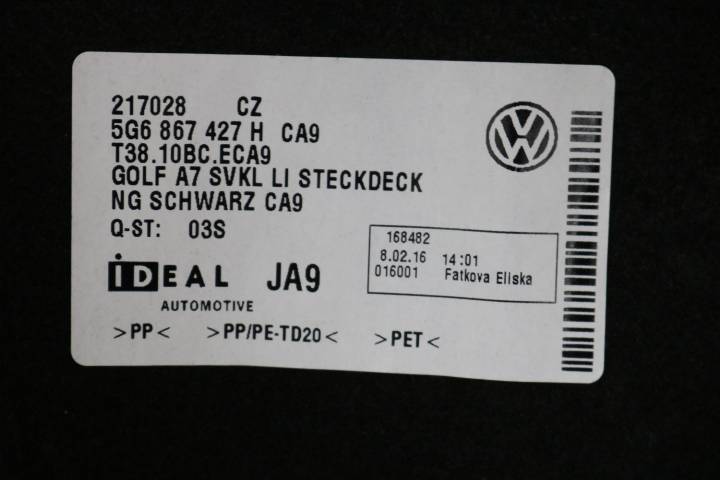 217028 CZ
5G6 867 427 H CA9
T38.10BC.ECA9
GOLF A7 SVKL LI STECKDECK
NG SCHWARZ CA9
Q-ST: 03S
168482
8.02.16 14:01
016001 Fatkova Eliska
IDEAL JA9
AUTOMOTIVE
>PP< >PP/PE-TD20< >PET<
VW